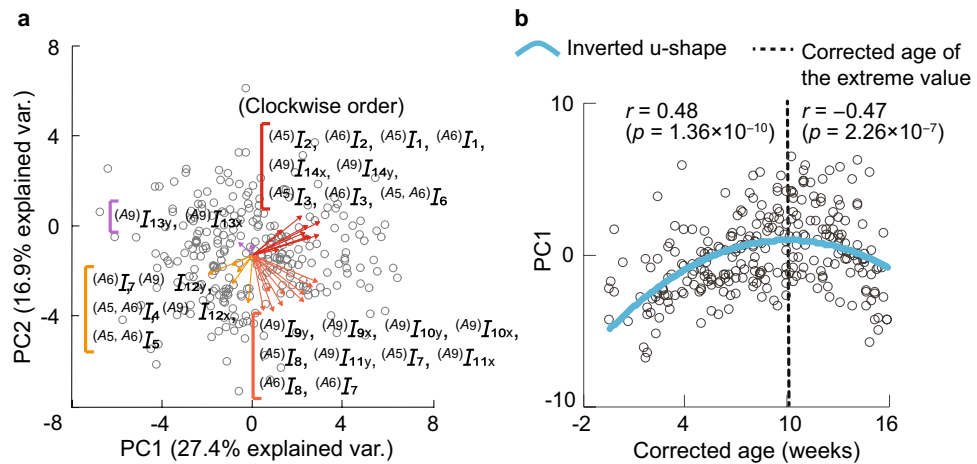 a
8
4
0
-4
-8
-4
0
4
8
PC2 (16.9% explained var.)
PC1 (27.4% explained var.)
(Clockwise order)
(A5)I2, (A6)I2, (A5)I1, (A6)I1,
(A9)I14x, (A9)I14y,
(A5)I3, (A6)I3, (A5, A6)I6
(A9)I13y, (A9)I13x
(A6)I7 (A9) I12y,
(A5, A6)I4 (A9) I12x,
(A5, A6)I5
(A9)I9y, (A9)I9x, (A9)I10y, (A9)I10x,
(A5)I8, (A9)I11y, (A5)I7, (A9)I11x
(A6)I8, (A6)I7
b
Inverted u-shape
Corrected age of
the extreme value
r = 0.48
(p = 1.36×10−10)
r = −0.47
(p = 2.26×10−7)
10
0
-10
PC1
-2
4
10
16
Corrected age (weeks)